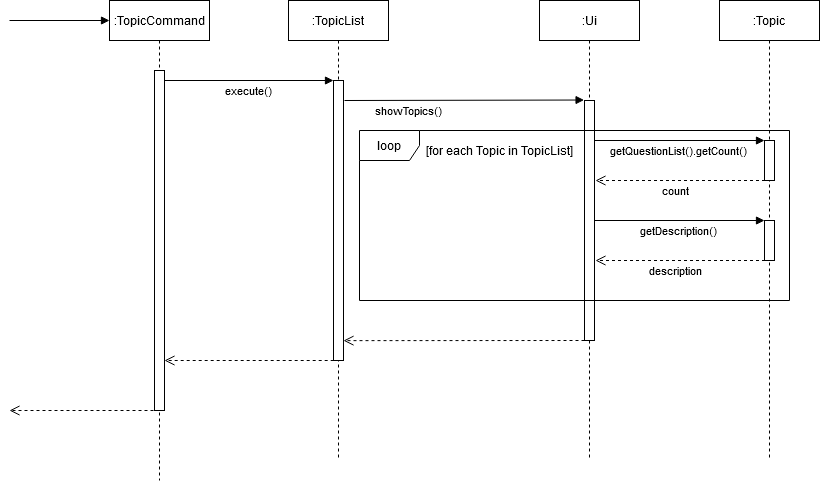 :TopicCommand
:TopicList
:Ui
:Topic
execute()
showTopics()
loop
[for each Topic in TopicList]
getQuestionList().getCount()
count
getDescription()
description